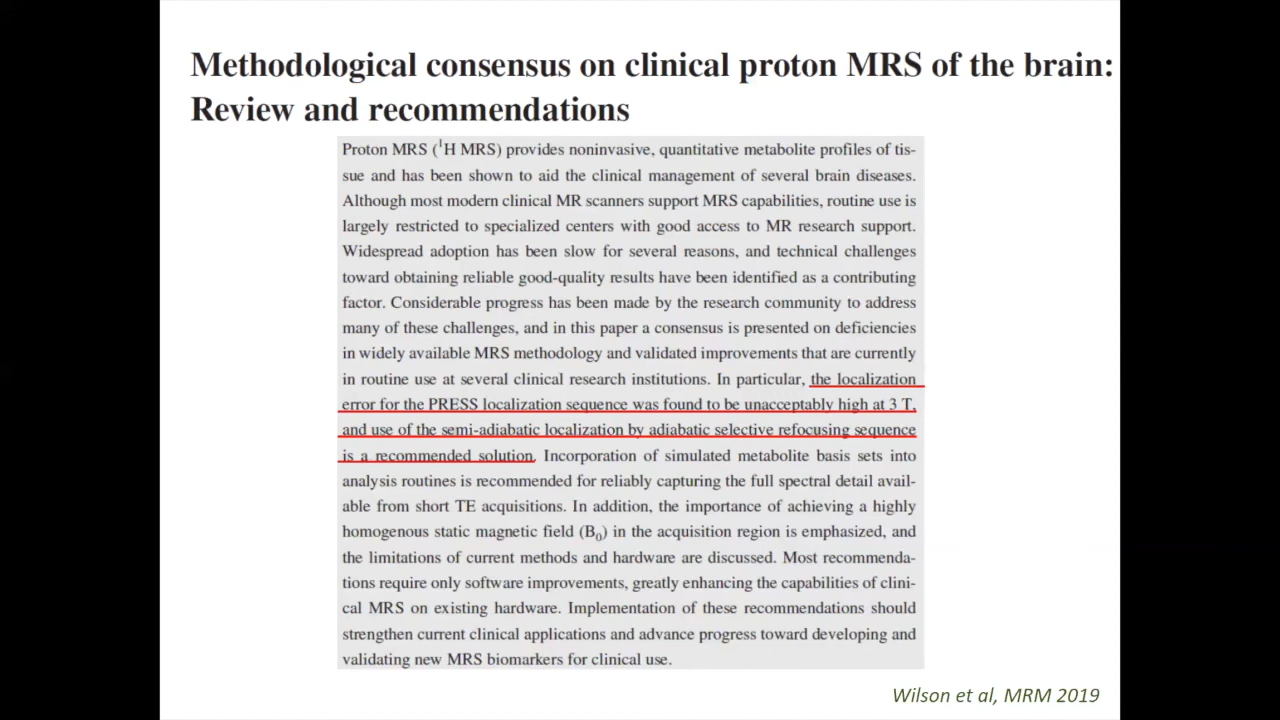 Methodological consensus on clinical proton MRS of the brain:
Review and recommendations
Proton MRS (¹H MRS) provides noninvasive, quantitative metabolite profiles of tis-
sue and has been shown to aid the clinical management of several brain diseases.
Although most modern clinical MR scanners support MRS capabilities, routine use is
largely restricted to specialized centers with good access to MR research support.
Widespread adoption has been slow for several reasons, and technical challenges
toward obtaining reliable good-quality results have been identified as a contributing
factor. Considerable progress has been made by the research community to address
many of these challenges, and in this paper a consensus is presented on deficiencies
in widely available MRS methodology and validated improvements that are currently
in routine use at several clinical research institutions. In particular, the localization
error for the PRESS localization sequence was found to be unacceptably high at 3 T,
and use of the semi-adiabatic localization by adiabatic selective refocusing sequence
is a recommended solution. Incorporation of simulated metabolite basis sets into
analysis routines is recommended for reliably capturing the full spectral detail avail-
able from short TE acquisitions. In addition, the importance of achieving a highly
homogenous static magnetic field (B₀) in the acquisition region is emphasized, and
the limitations of current methods and hardware are discussed. Most recommenda-
tions require only software improvements, greatly enhancing the capabilities of clini-
cal MRS on existing hardware. Implementation of these recommendations should
strengthen current clinical applications and advance progress toward developing and
validating new MRS biomarkers for clinical use.
Wilson et al, MRM 2019